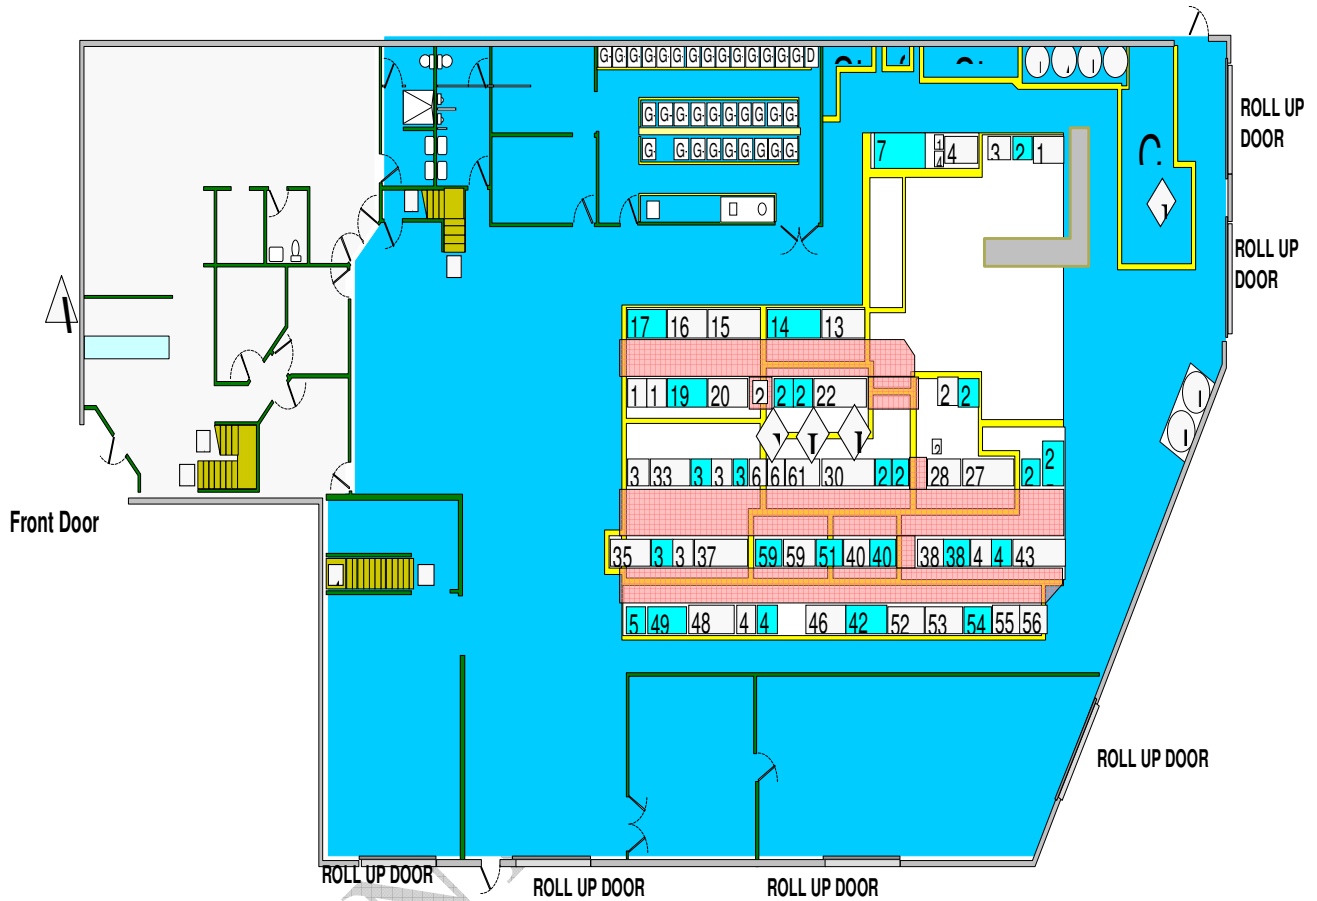 G- G- G- G- G- G- G- G- G- G- G- G- G- G- D
ROLL UP
DOOR
G- G- G- G- G- G- G- G- G- G-
G- G- G- G- G- G- G- G- G-
7 1 4 4 3 2 1
ROLL UP
DOOR
17 16 15 14 13
1 1 19 20 2 2 2 22 2 2
2
3 33 3 3 3 6 6 61 30 2 2 28 27 2 2
Front Door
35 3 3 37 59 59 51 40 40 38 38 4 4 43
5 49 48 4 4 46 42 52 53 54 55 56
ROLL UP DOOR
ROLL UP DOOR
ROLL UP DOOR
ROLL UP DOOR